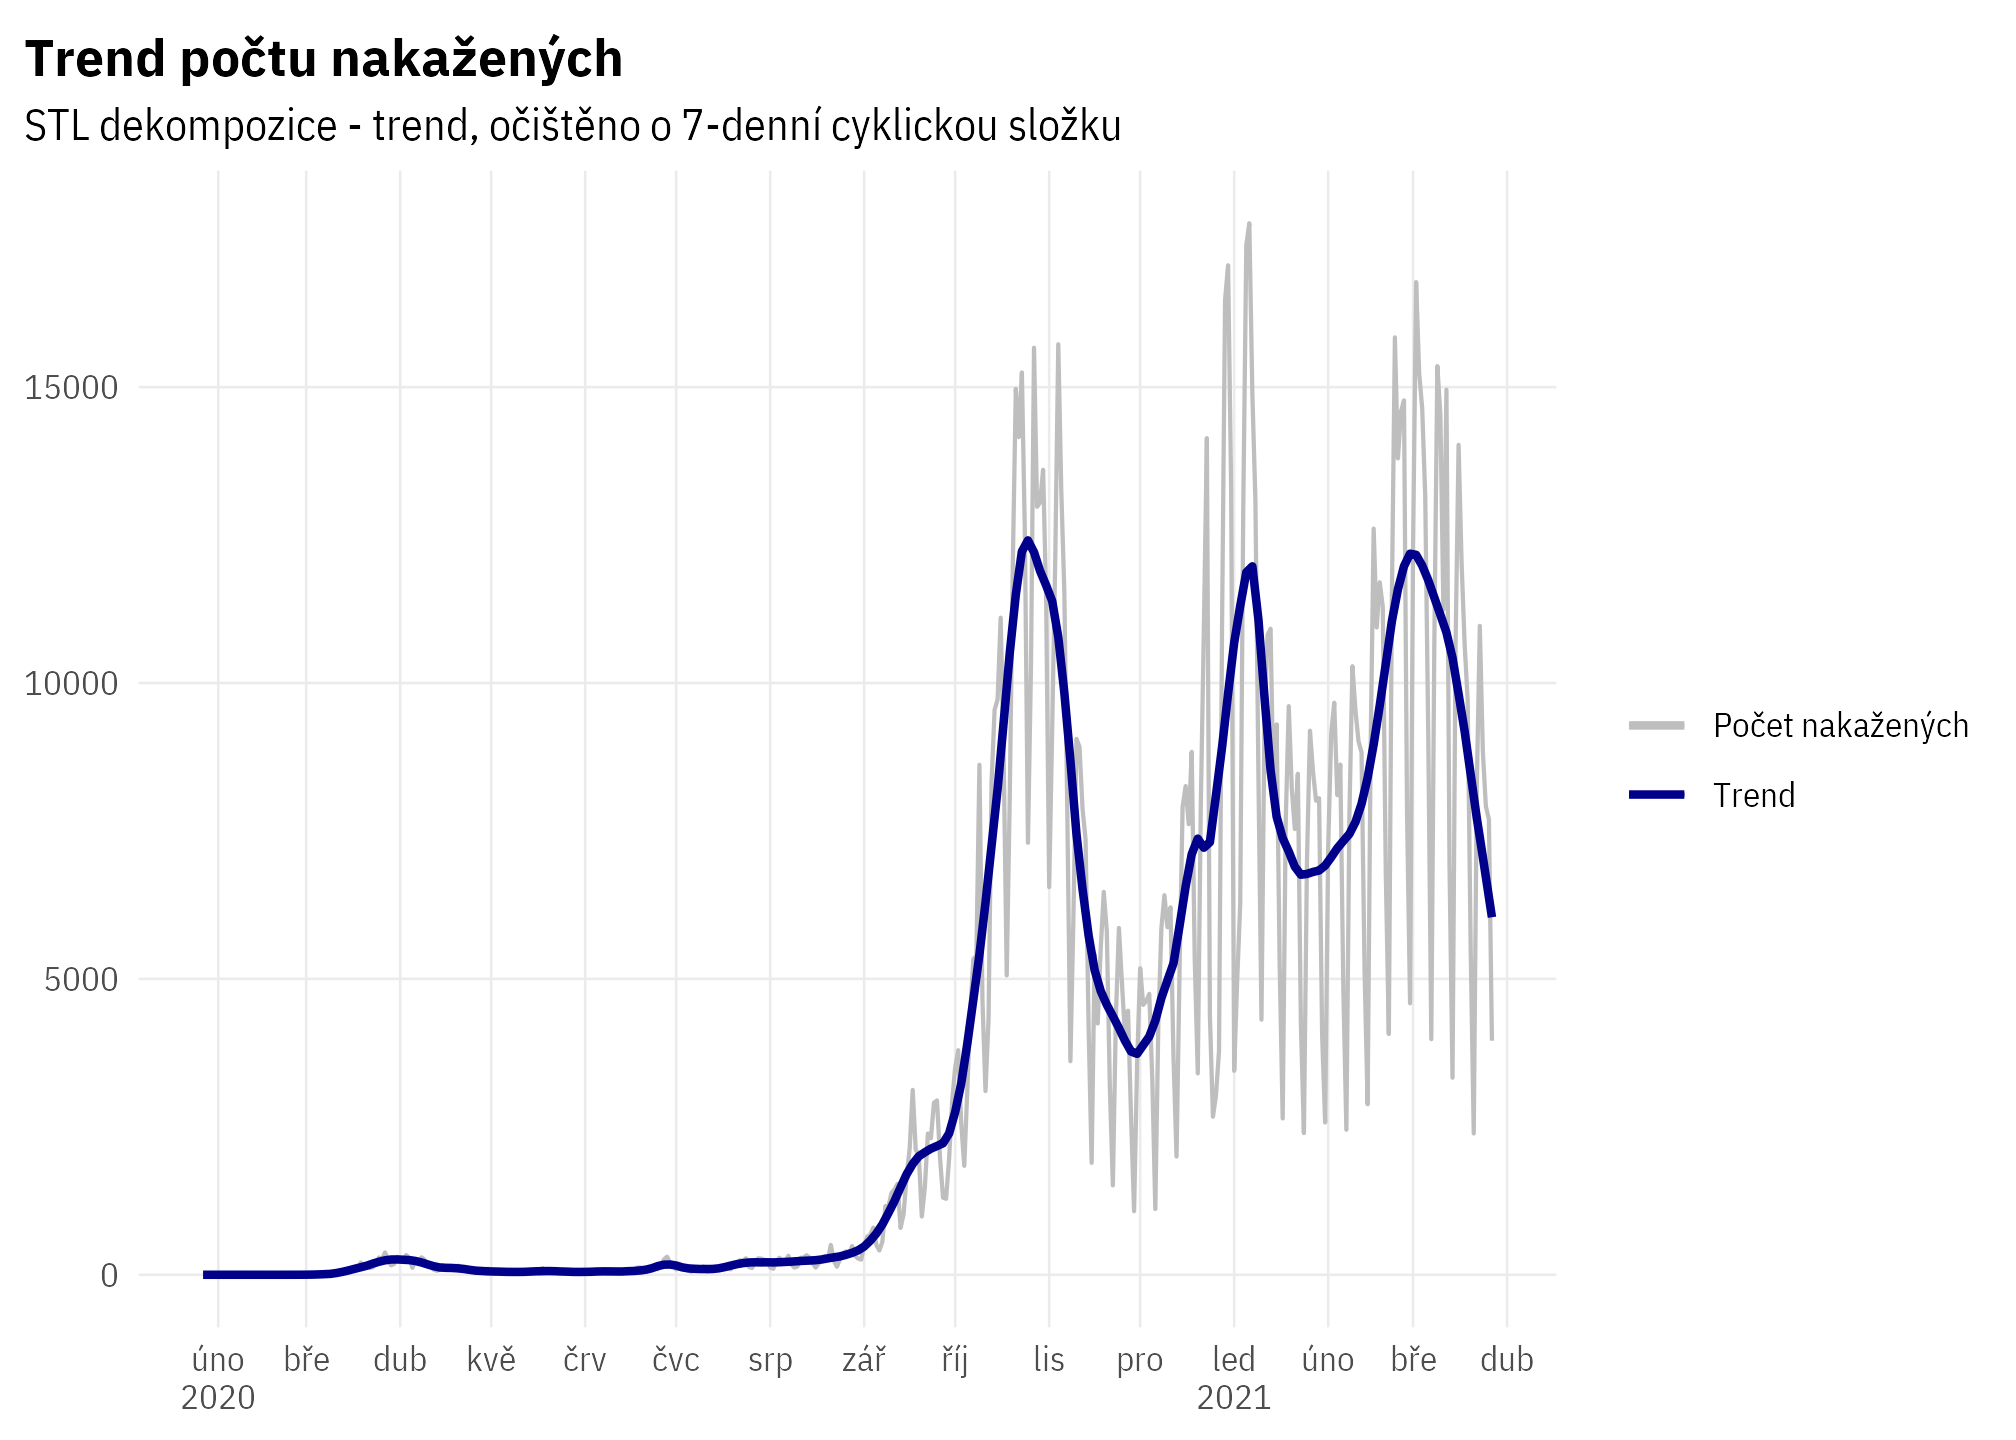 Trend počtu nakažených
STL dekompozice - trend, očištěno o 7-denní cyklickou složku
15000
10000
5000
0
úno bře dub kvě črv čvc srp zář říj lis pro led úno bře dub
2020 2021
Počet nakažených
Trend